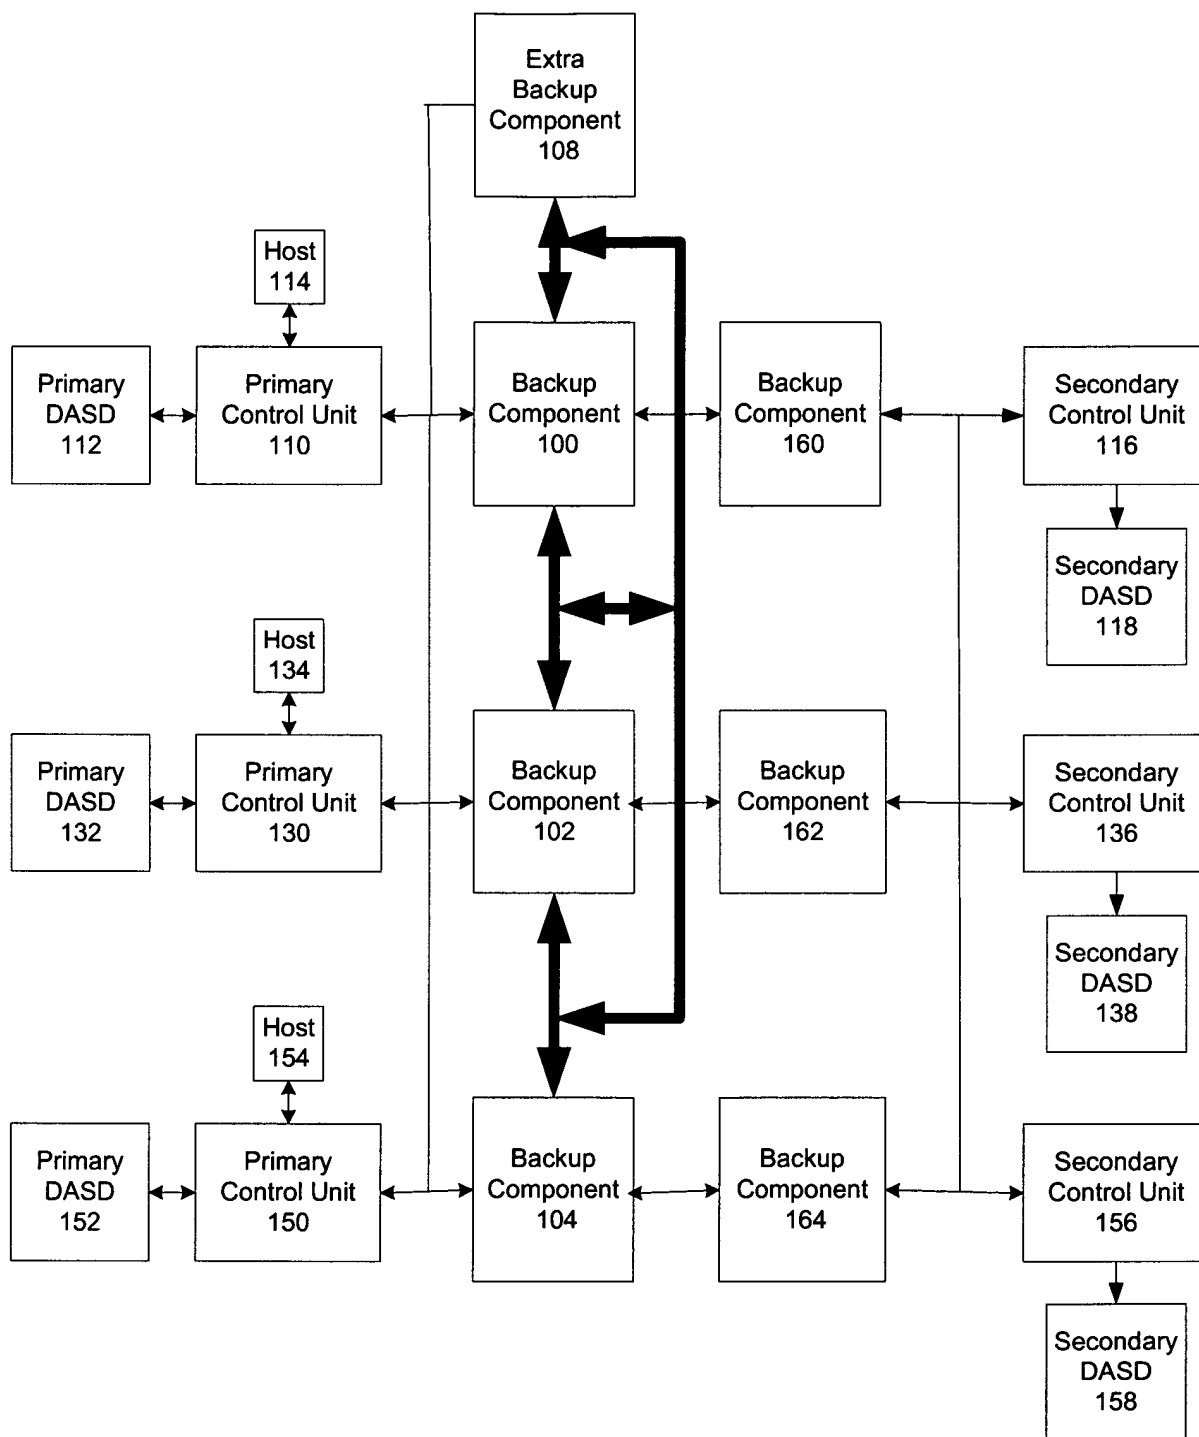 Extra
Backup
Component
108
Host
114
Primary
DASD
112
Primary
Control Unit
110
Backup
Component
100
Backup
Component
160
Secondary
Control Unit
116
Secondary
DASD
118
Host
134
Primary
DASD
132
Primary
Control Unit
130
Backup
Component
102
Backup
Component
162
Secondary
Control Unit
136
Secondary
DASD
138
Host
154
Primary
DASD
152
Primary
Control Unit
150
Backup
Component
104
Backup
Component
164
Secondary
Control Unit
156
Secondary
DASD
158